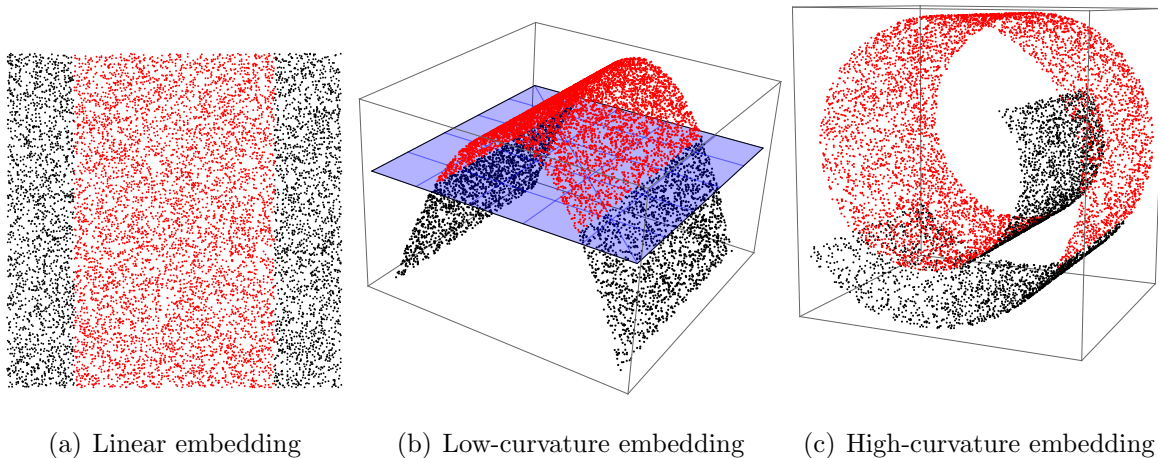 (a) Linear embedding
(b) Low-curvature embedding
(c) High-curvature embedding